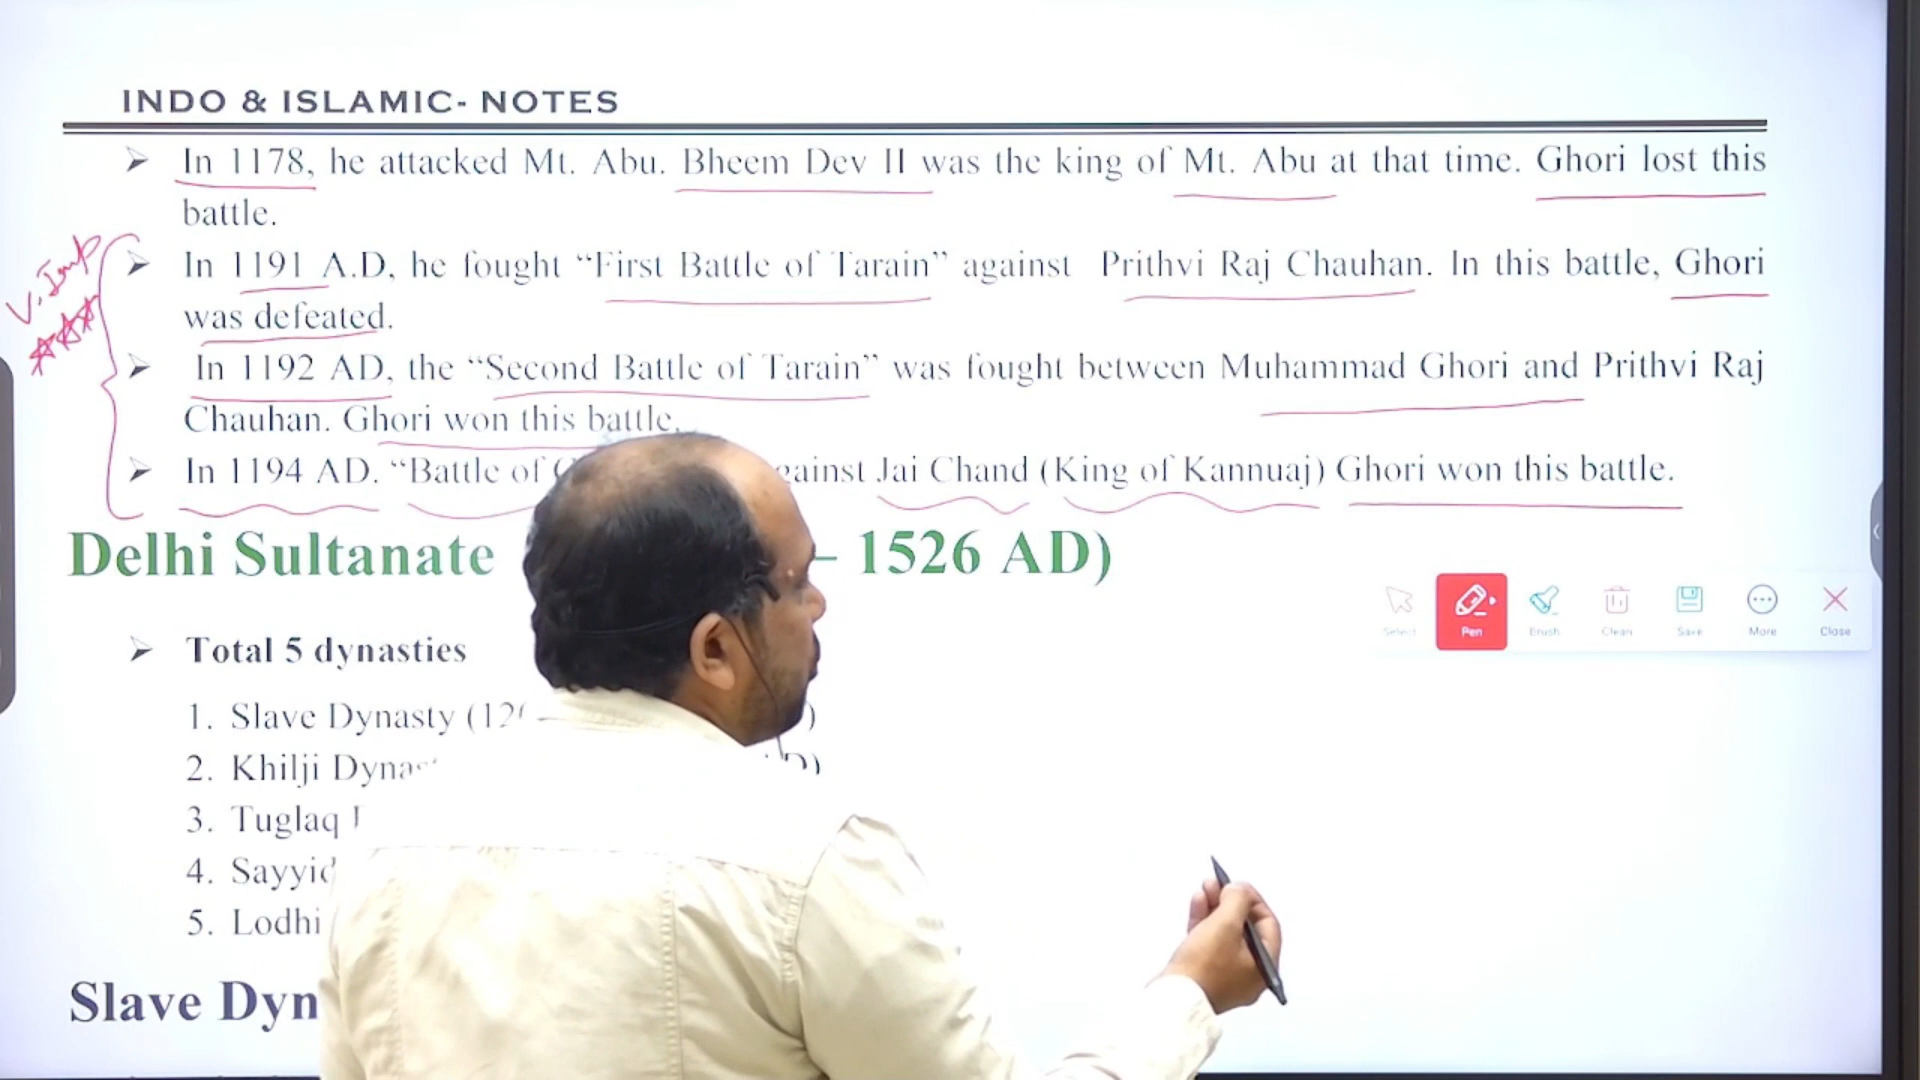 INDO & ISLAMIC- NOTES
➢ In 1178, he attacked Mt. Abu. Bheem Dev II was the king of Mt. Abu at that time. Ghori lost this
battle.
➢ In 1191 A.D, he fought “First Battle of Tarain” against Prithvi Raj Chauhan. In this battle, Ghori
was defeated.
V. Imp
➢ In 1192 AD, the “Second Battle of Tarain” was fought between Muhammad Ghori and Prithvi Raj
Chauhan. Ghori won this battle.
➢ In 1194 AD. “Battle of Jai Chand (King of Kannuaj) Ghori won this battle.
Delhi Sultanate – 1526 AD)
Select Pen Brush Clean Save More Close
➢ Total 5 dynasties
1. Slave Dynasty (
2. Khilji
3. Tuglaq
4.
5. Lodhi
Slave